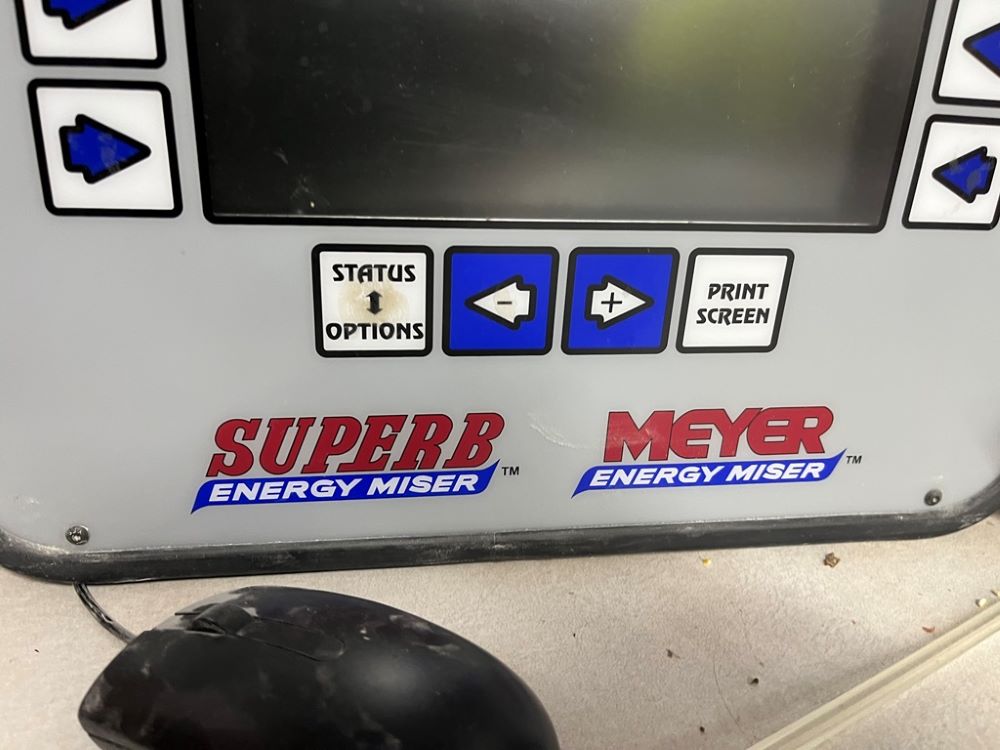 STATUS
OPTIONS
-
+
PRINT
SCREEN
SUPERB
ENERGY MISER ™
MEYER
ENERGY MISER ™